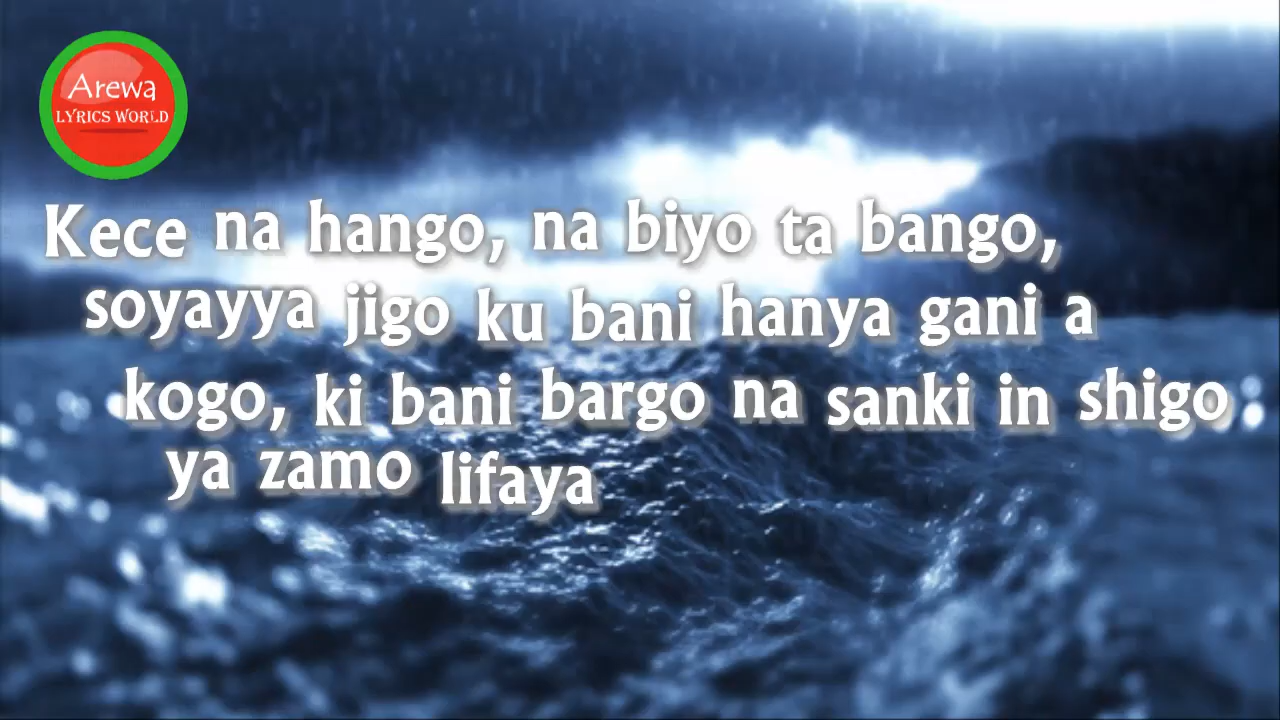 Arewa
LYRICS WORLD
Kece na hango, na biyo ta bango,
soyayya jigo ku bani hanya gani a
kogo, ki bani bargo na sanki in shigo
ya zamo lifaya